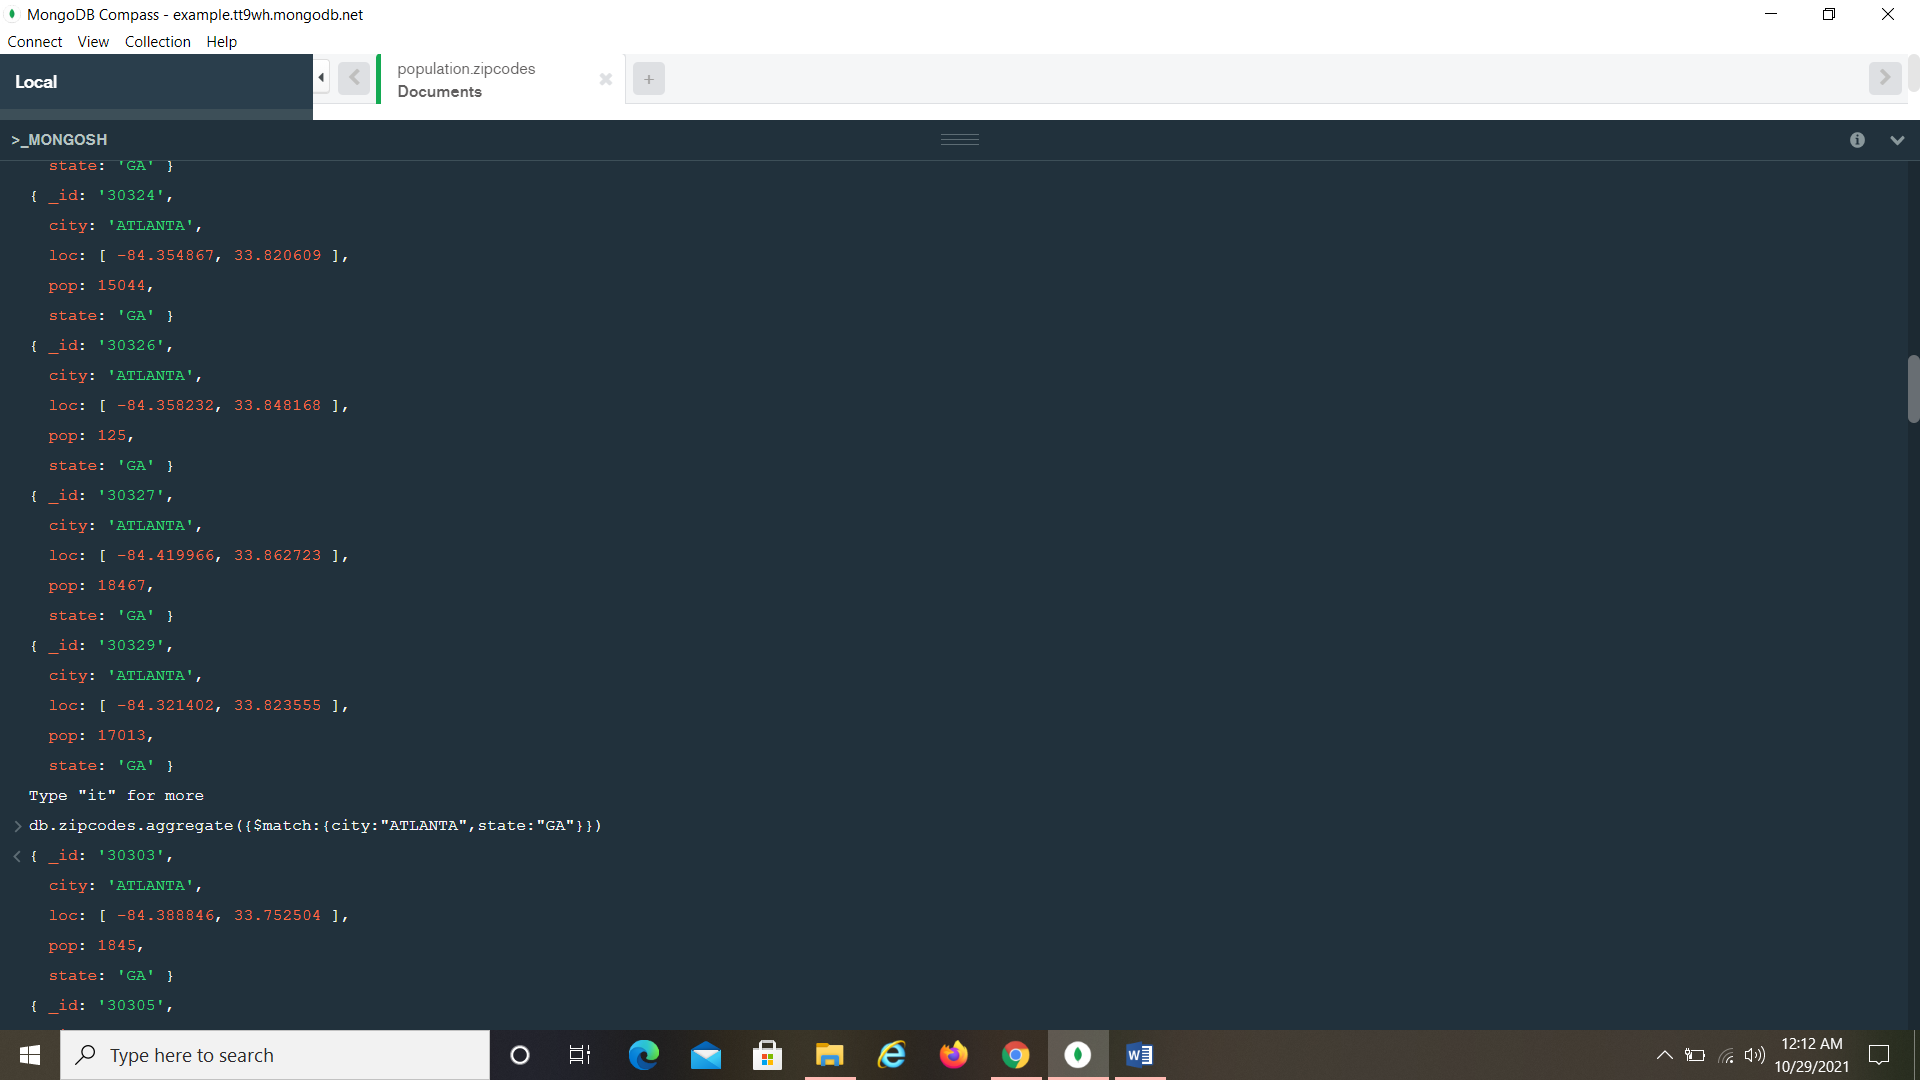 MongoDB Compass - example.tt9wh.mongodb.net
Connect View Collection Help
Local
population.zipcodes
Documents
>_MONGOSH
state: 'GA' }
{ _id: '30324',
city: 'ATLANTA',
loc: [ -84.354867, 33.820609 ],
pop: 15044,
state: 'GA' }
{ _id: '30326',
city: 'ATLANTA',
loc: [ -84.358232, 33.848168 ],
pop: 125,
state: 'GA' }
{ _id: '30327',
city: 'ATLANTA',
loc: [ -84.419966, 33.862723 ],
pop: 18467,
state: 'GA' }
{ _id: '30329',
city: 'ATLANTA',
loc: [ -84.321402, 33.823555 ],
pop: 17013,
state: 'GA' }
Type "it" for more
db.zipcodes.aggregate({$match:{city:"ATLANTA",state:"GA"}})
{ _id: '30303',
city: 'ATLANTA',
loc: [ -84.388846, 33.752504 ],
pop: 1845,
state: 'GA' }
{ _id: '30305',
Type here to search
12:12 AM
10/29/2021